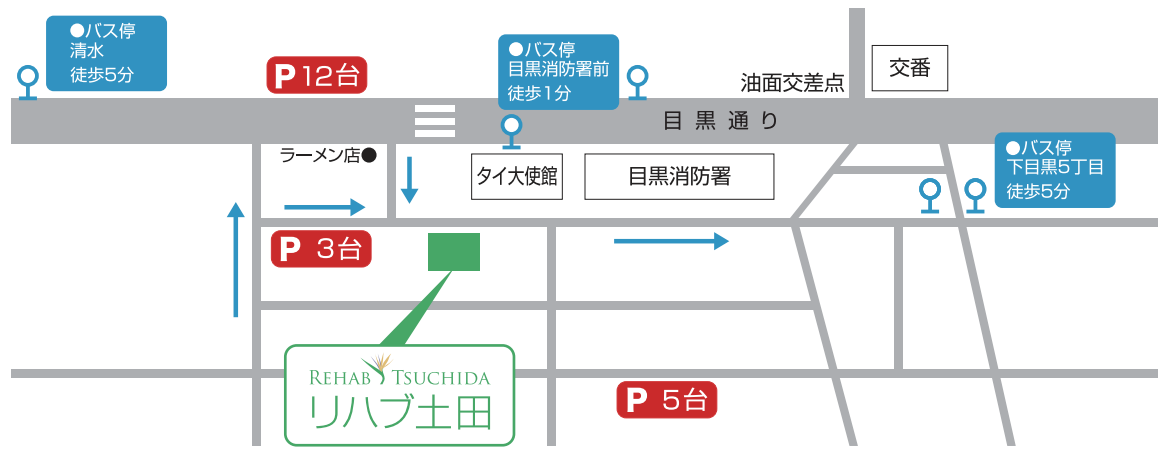 ●バス停
清水
徒歩5分
P12台
●バス停
目黒消防署前
徒歩1分
油面交差点
交番
目黒通り
ラーメン店●
タイ大使館
目黒消防署
●バス停
下目黒5丁目
徒歩5分
P 3台
REHAB TSUCHIDA
リハブ土田
P 5台